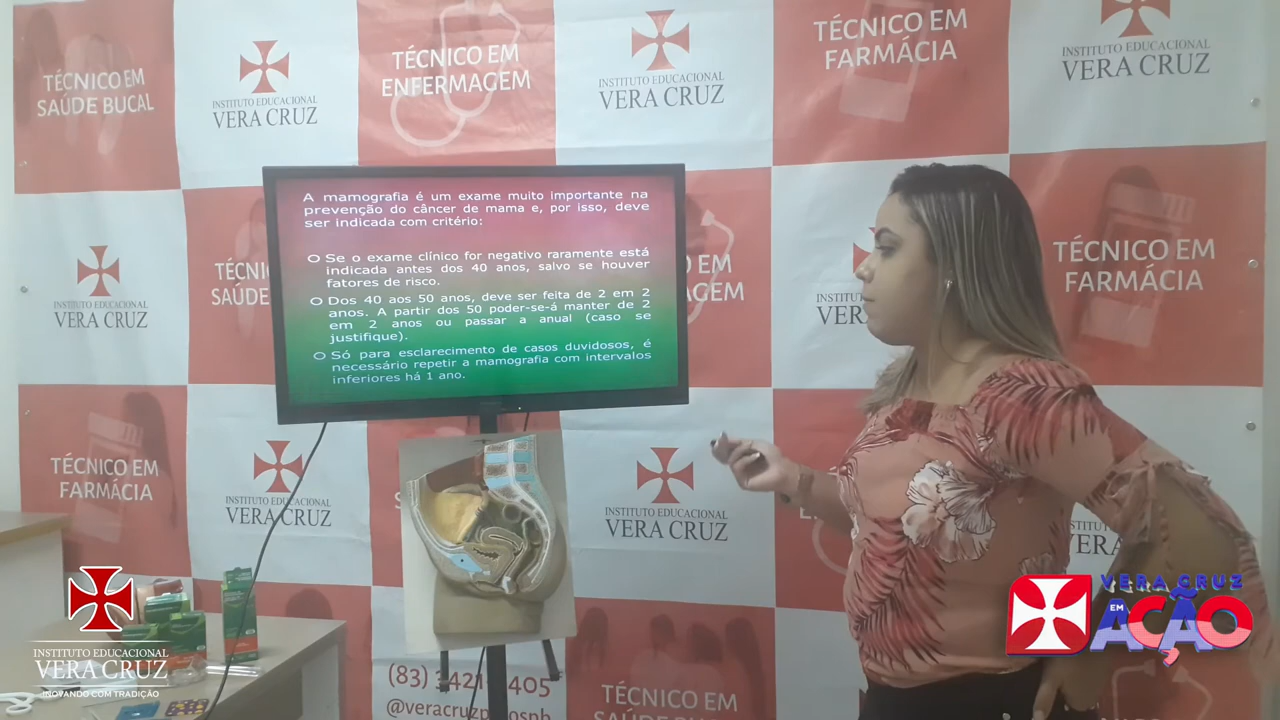 TÉCNICO EM
SAÚDE BUCAL
INSTITUTO EDUCACIONAL
VERA CRUZ
TÉCNICO EM
ENFERMAGEM
INSTITUTO EDUCACIONAL
VERA CRUZ
TÉCNICO EM
FARMÁCIA
INSTITUTO EDUCACIONAL
VERA CRUZ
A mamografia é um exame muito importante na
prevenção do câncer de mama e, por isso, deve
ser indicada com critério:
Se o exame clínico for negativo raramente está
indicada antes dos 40 anos, salvo se houver
fatores de risco.
Dos 40 aos 50 anos, deve ser feita de 2 em 2
anos. A partir dos 50 poder-se-á manter de 2
em 2 anos ou passar a anual (caso se
justifique).
Só para esclarecimento de casos duvidosos, é
necessário repetir a mamografia com intervalos
inferiores há 1 ano.
INSTITUTO EDUCACIONAL
VERA CRUZ
TÉCNICO EM
FARMÁCIA
TÉCNICO EM
FARMÁCIA
INSTITUTO EDUCACIONAL
VERA CRUZ
INSTITUTO EDUCACIONAL
VERA CRUZ
INSTITUTO EDUCACIONAL
VERA CRUZ
INOVANDO COM TRADIÇÃO
TÉCNICO EM
VERA CRUZ
EM
AÇÃO